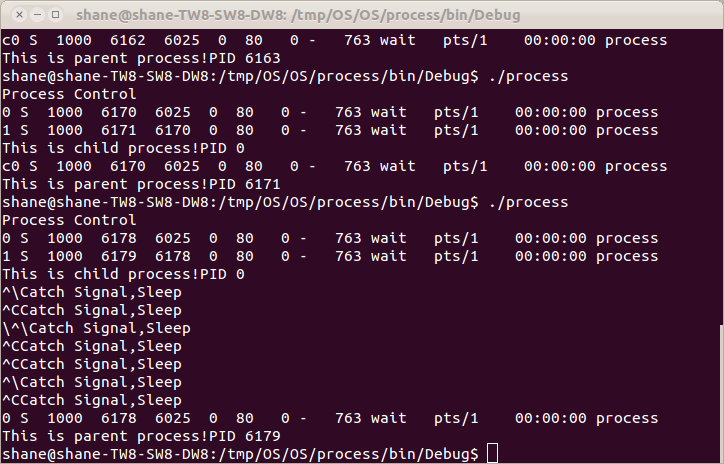 shane@shane-TW8-SW8-DW8: /tmp/OS/OS/process/bin/Debug
c0 S  1000  6162  6025  0  80   0 -   763 wait   pts/1    00:00:00 process
This is parent process!PID 6163
shane@shane-TW8-SW8-DW8:/tmp/OS/OS/process/bin/Debug$ ./process
Process Control
0 S  1000  6170  6025  0  80   0 -   763 wait   pts/1    00:00:00 process
1 S  1000  6171  6170  0  80   0 -   763 wait   pts/1    00:00:00 process
This is child process!PID 0
c0 S  1000  6170  6025  0  80   0 -   763 wait   pts/1    00:00:00 process
This is parent process!PID 6171
shane@shane-TW8-SW8-DW8:/tmp/OS/OS/process/bin/Debug$ ./process
Process Control
0 S  1000  6178  6025  0  80   0 -   763 wait   pts/1    00:00:00 process
1 S  1000  6179  6178  0  80   0 -   763 wait   pts/1    00:00:00 process
This is child process!PID 0
^\Catch Signal,Sleep
^CCatch Signal,Sleep
\^\Catch Signal,Sleep
^CCatch Signal,Sleep
^CCatch Signal,Sleep
^\Catch Signal,Sleep
^CCatch Signal,Sleep
0 S  1000  6178  6025  0  80   0 -   763 wait   pts/1    00:00:00 process
This is parent process!PID 6179
shane@shane-TW8-SW8-DW8:/tmp/OS/OS/process/bin/Debug$